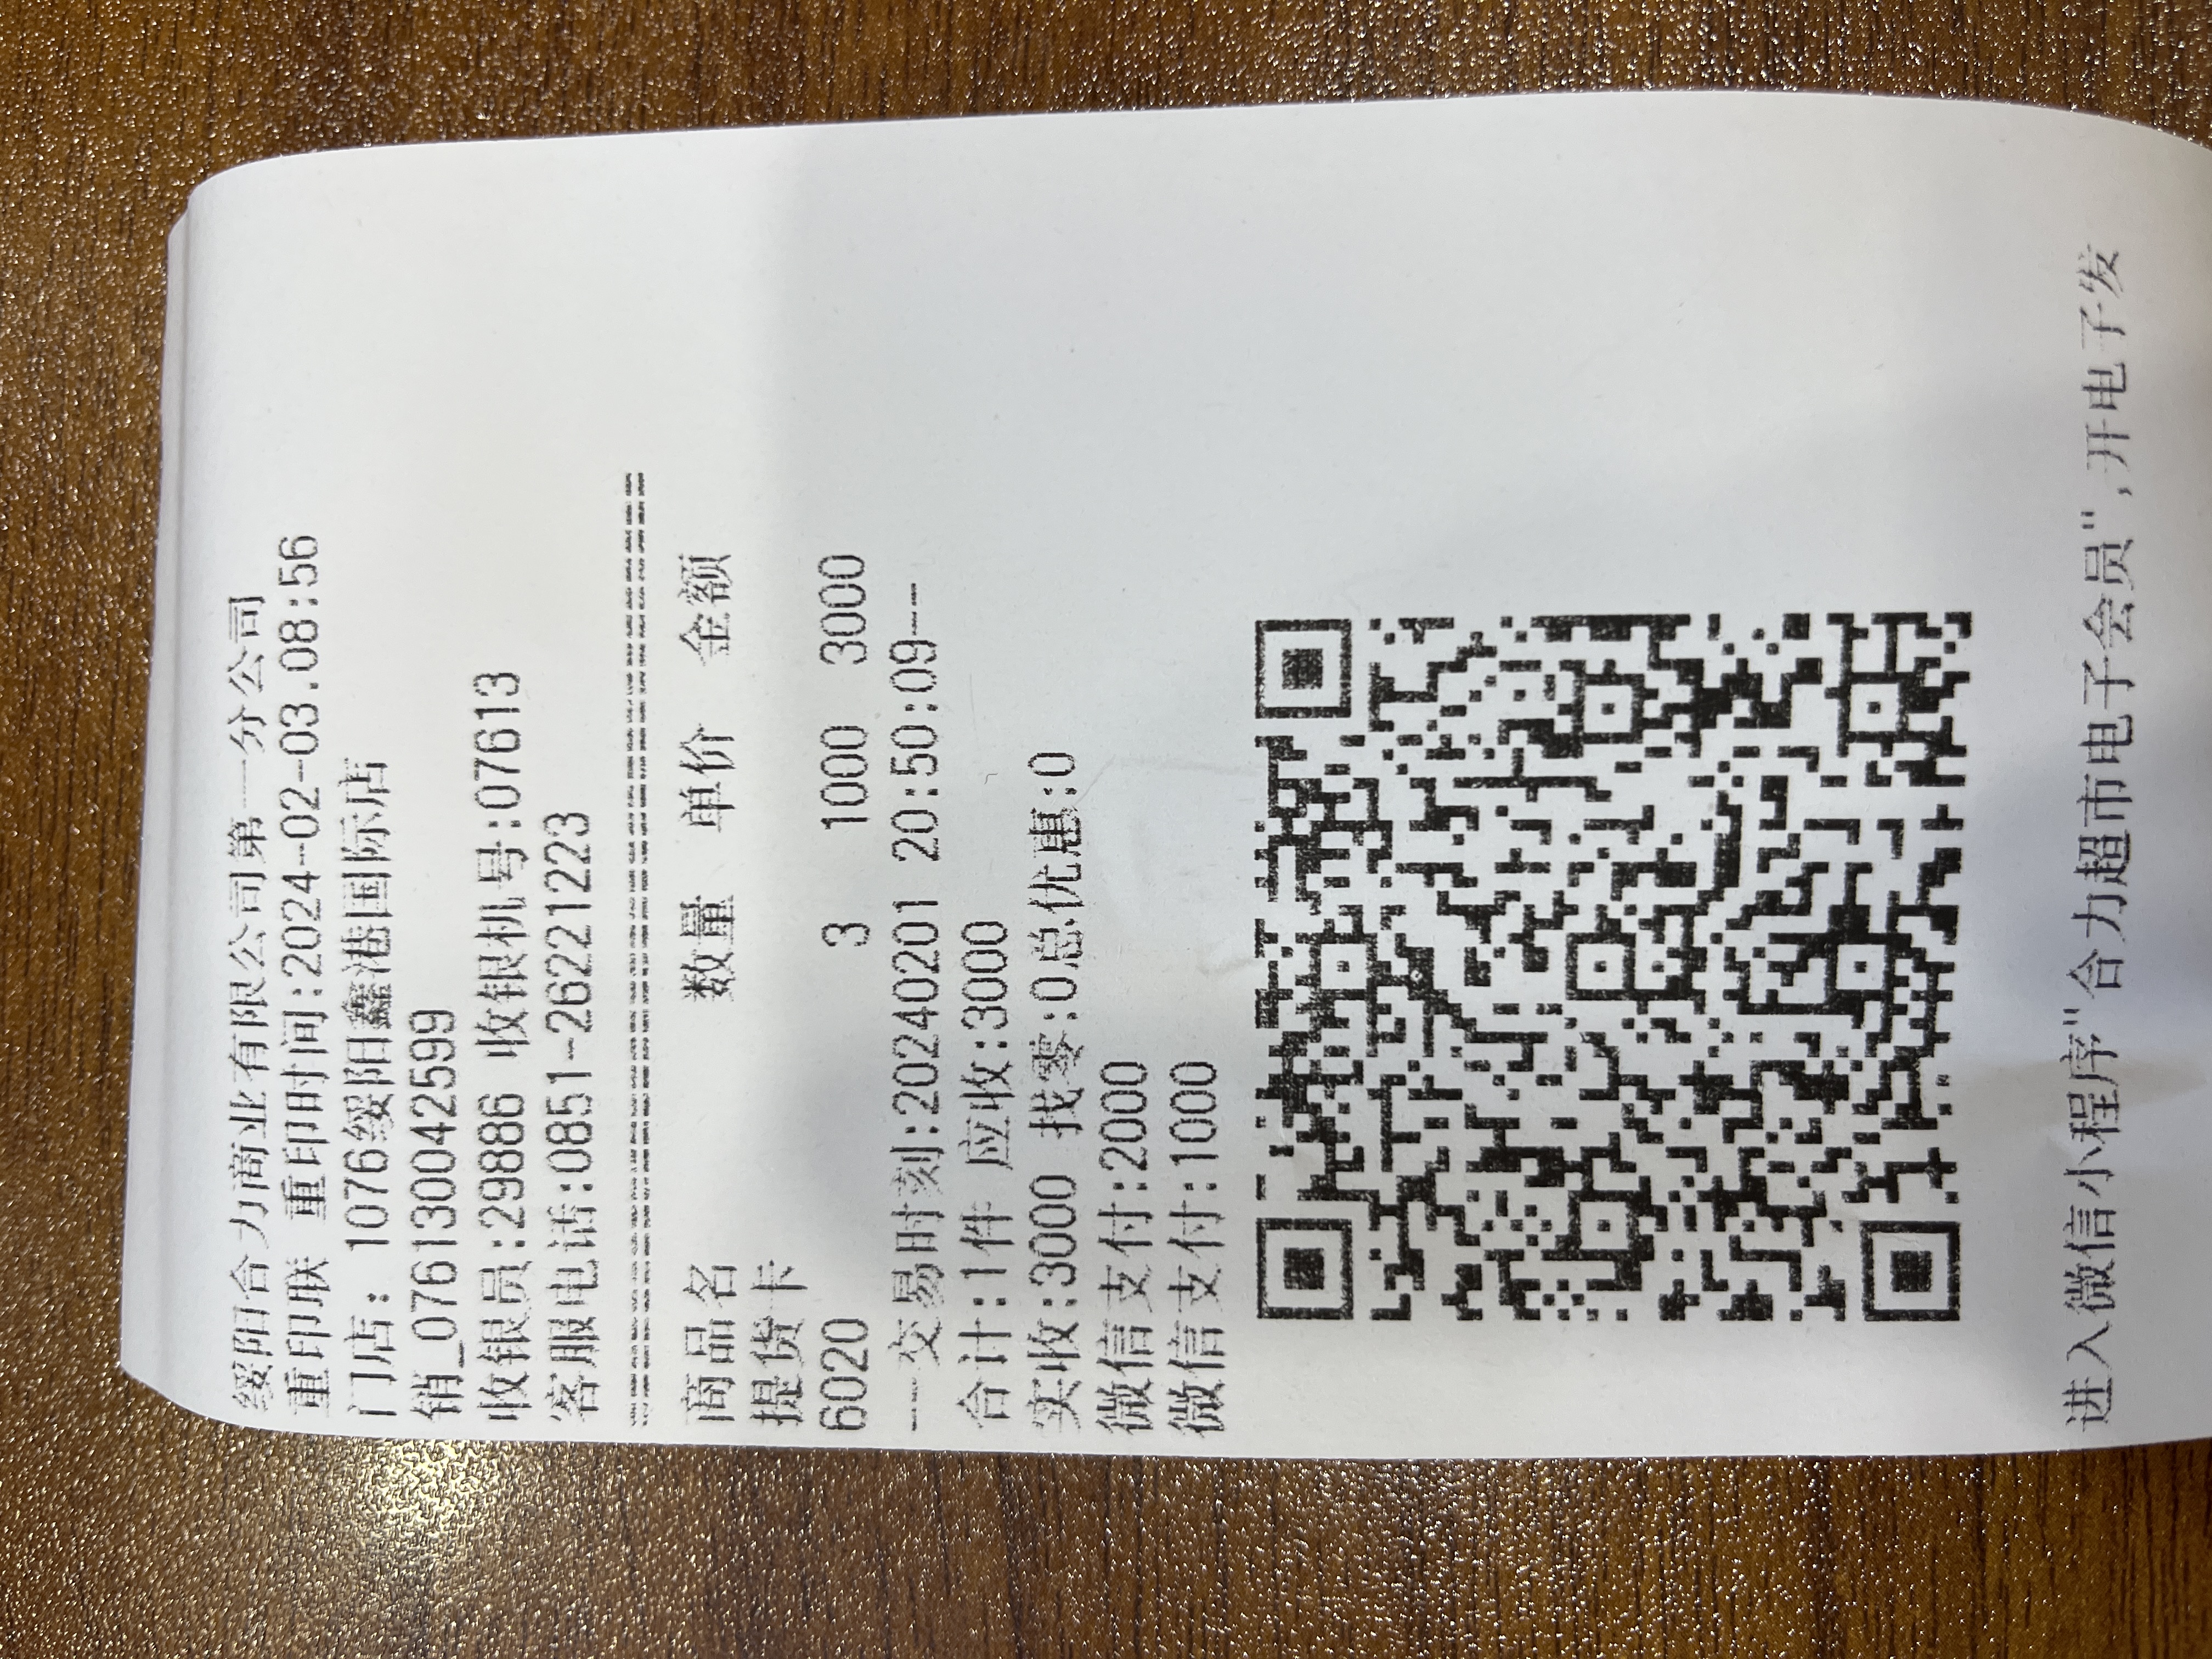 绥阳合力商业有限公司第一分公司
重印联 重印时间:2024-02-03.08:56
门店: 1076绥阳鑫港国际店
销_076130042599
收银员:29886 收银机号:07613
客服电话:0851-26221223
商品名 数量 单价 金额
提货卡
6020 3 1000 3000
--交易时刻:20240201 20:50:09--
合计:1件 应收:3000
实收:3000 找零:0总优惠:0
微信支付:2000
微信支付:1000
进入微信小程序"合力超市电子会员",开电子发